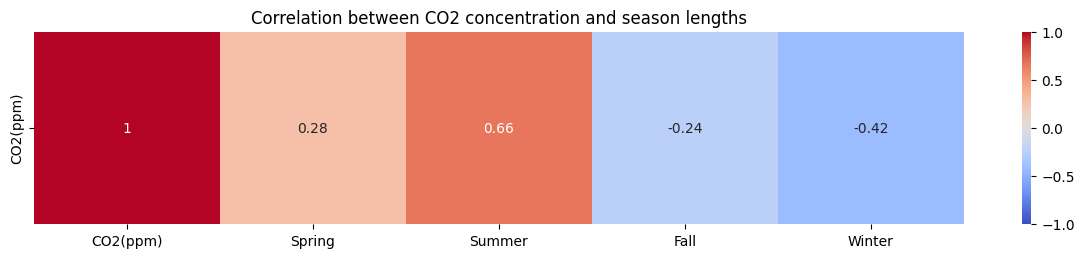 Correlation between CO2 concentration and season lengths
CO2(ppm)
1 0.28 0.66 -0.24 -0.42
CO2(ppm) Spring Summer Fall Winter
1.0
0.5
0.0
−0.5
−1.0